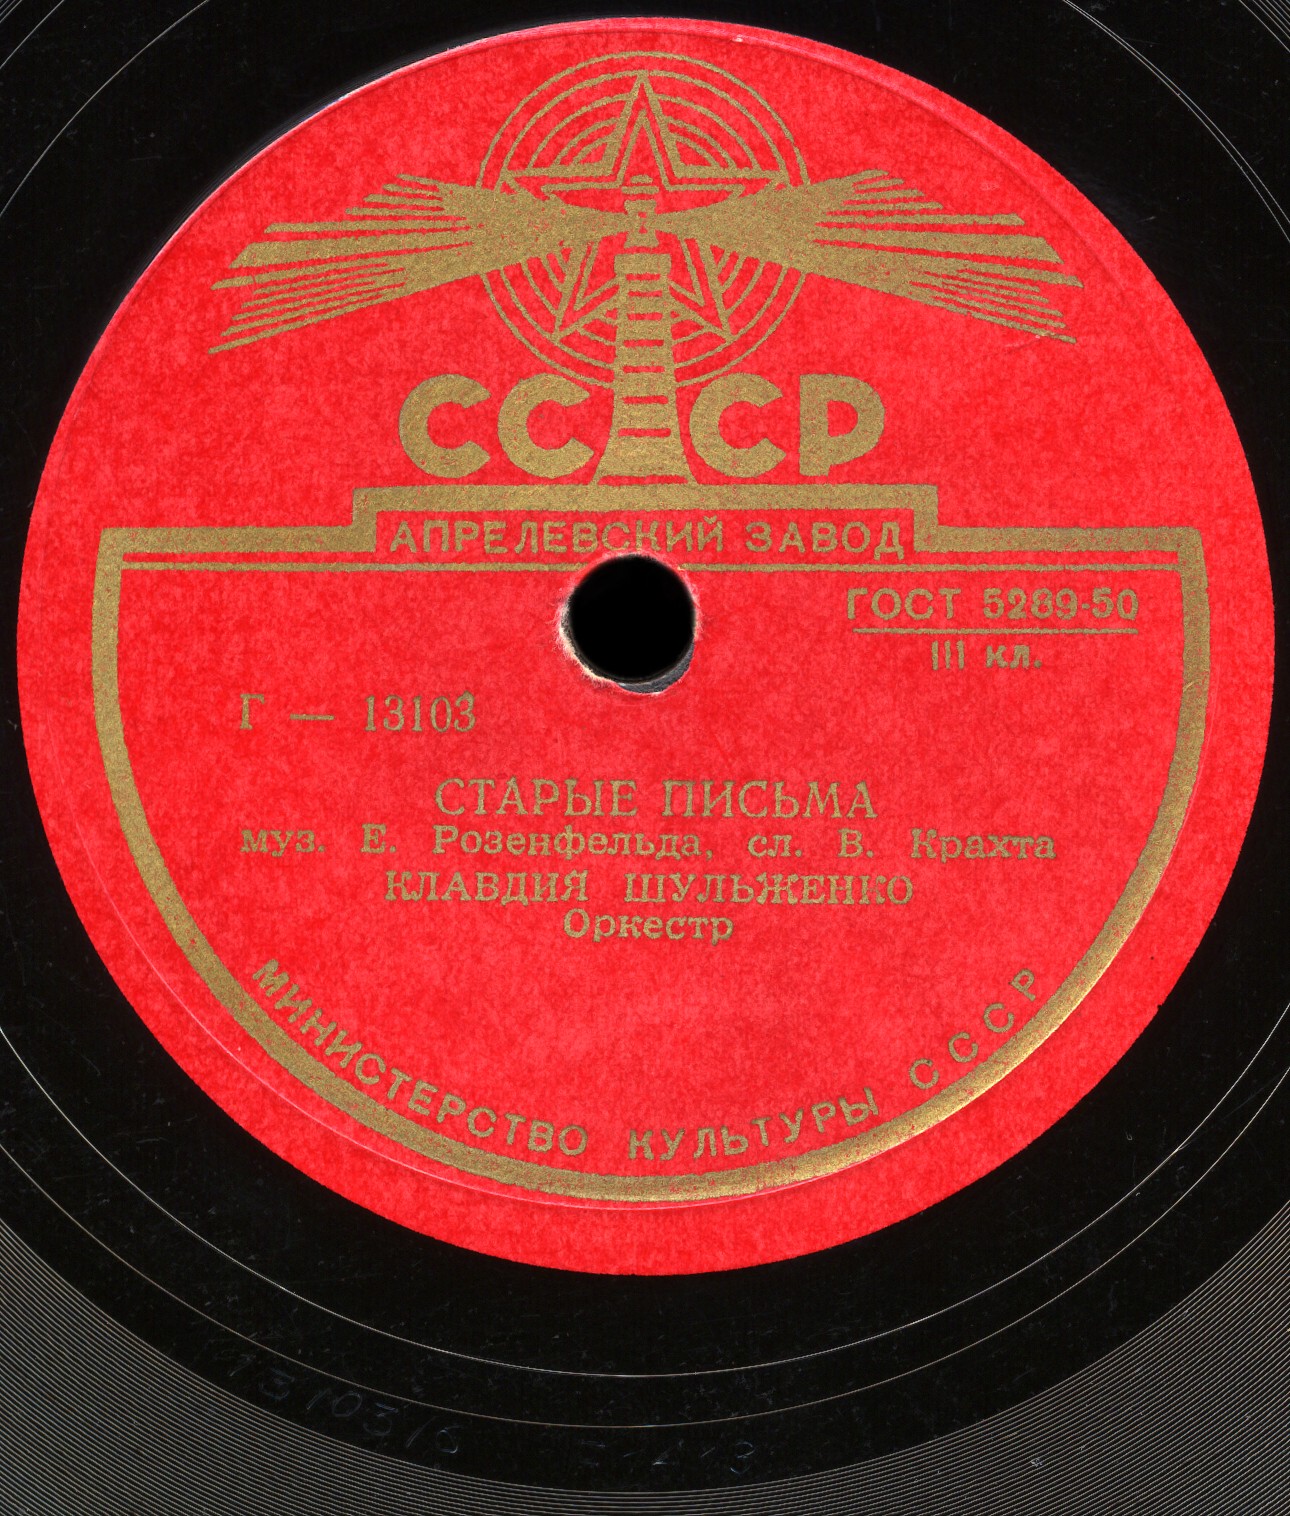 СССР
АПРЕЛЕВСКИЙ ЗАВОД
ГОСТ 5289-50
III кл.
Г — 13103
СТАРЫЕ ПИСЬМА
муз. Е. Розенфельда, сл. В. Крахта
КЛАВДИЯ ШУЛЬЖЕНКО
Оркестр
МИНИСТЕРСТВО КУЛЬТУРЫ СССР